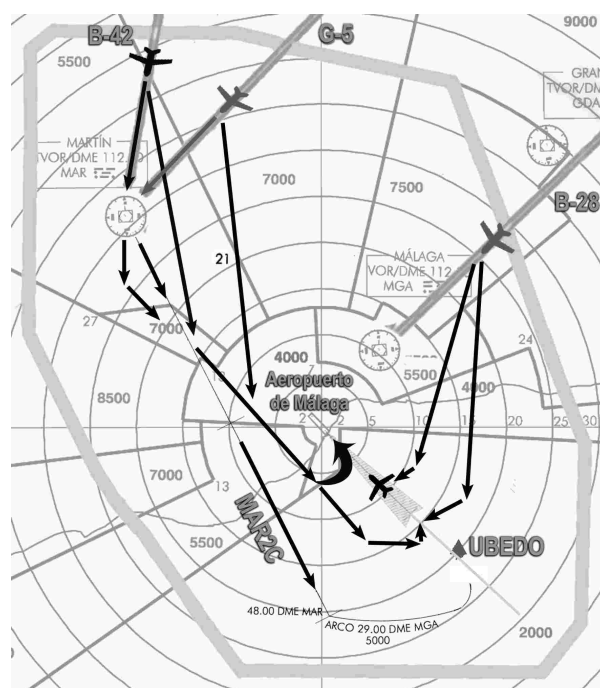 B-42
G-5
9000
5500
GRAN
TVOR/DM
GDA
MARTÍN
TVOR/DME 112.
MAR
7000
7500
B-28
21
MÁLAGA
VOR/DME 112
MGA
27
7000
24
4000
5500
Aeropuerto
de Málaga
4000
8500
2
2
5
10
15
20
25
30
7000
13
MAR2C
5500
UBEDO
48.00 DME MAR
ARCO 29.00 DME MGA
5000
2000